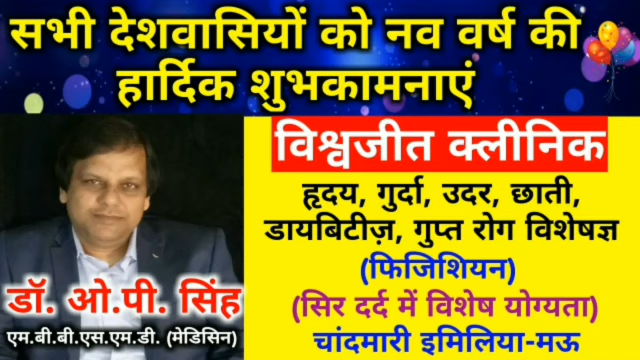 सभी देशवासियों को नव वर्ष की
हार्दिक शुभकामनाएं
विश्वजीत क्लीनिक
हृदय, गुर्दा, उदर, छाती,
डायबिटीज़, गुप्त रोग विशेषज्ञ
(फिजिशियन)
(सिर दर्द में विशेष योग्यता)
चांदमारी इमिलिया-मऊ
डॉ. ओ.पी. सिंह
एम.बी.बी.एस.एम.डी. (मेडिसिन)